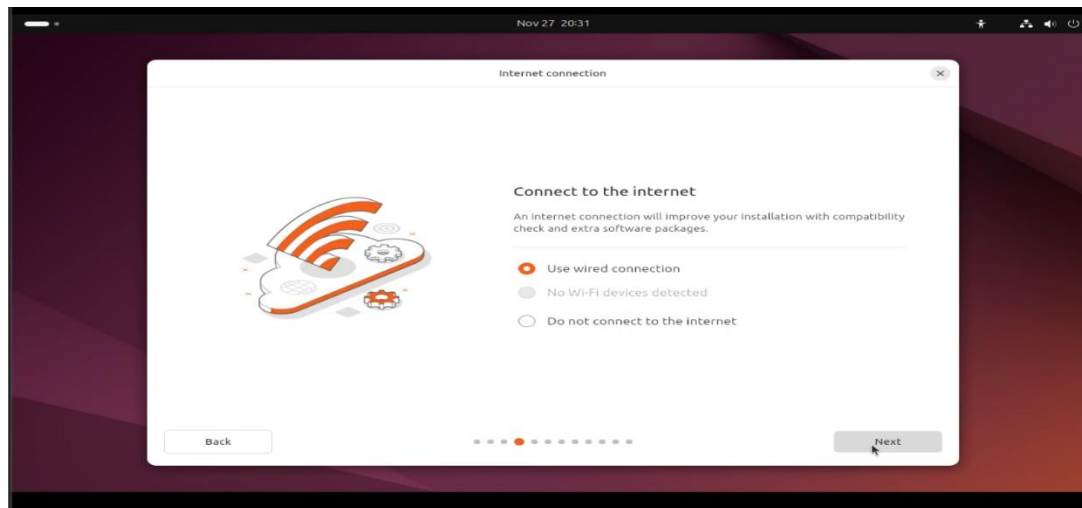 Nov 27 20:31
Internet connection
Connect to the internet
An internet connection will improve your installation with compatibility
check and extra software packages.
Use wired connection
No Wi-Fi devices detected
Do not connect to the internet
Back
Next